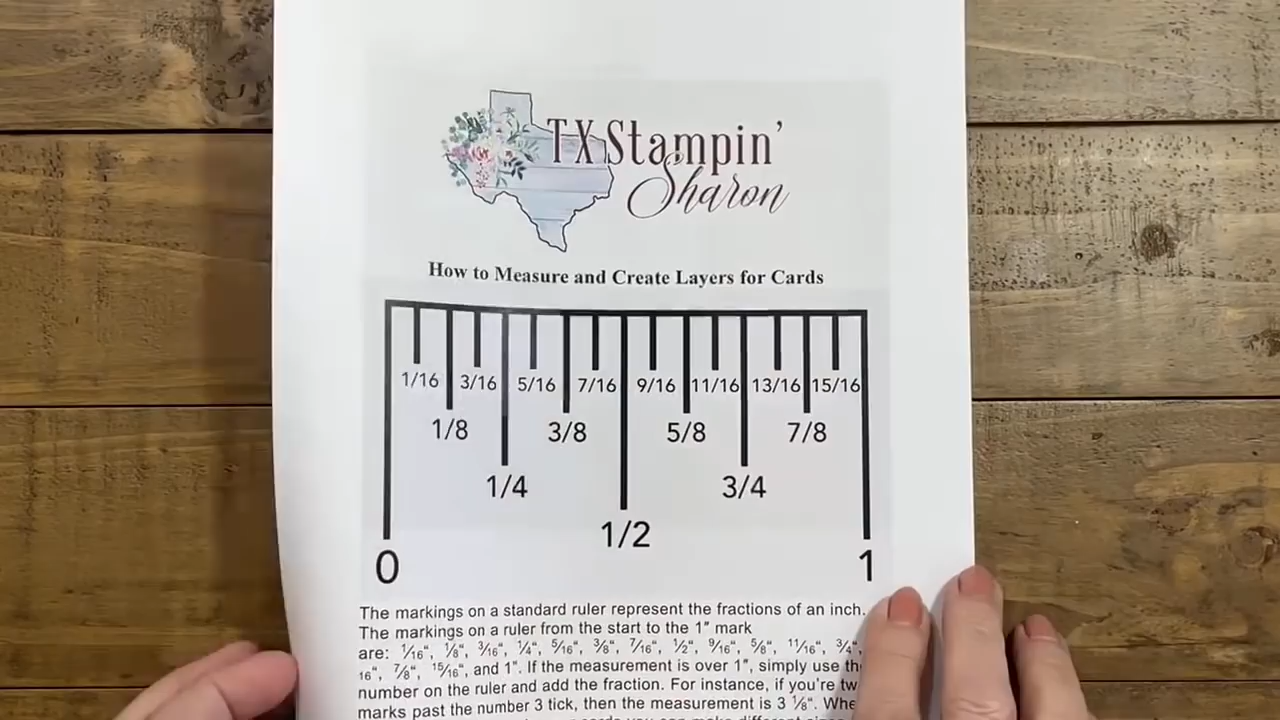 TX Stampin'
Sharon
How to Measure and Create Layers for Cards
1/16 3/16 5/16 7/16 9/16 11/16 13/16 15/16
1/8 3/8 5/8 7/8
1/4 3/4
1/2
0 1
The markings on a standard ruler represent the fractions of an inch.
The markings on a ruler from the start to the 1" mark
are: 1/16", 1/8", 3/16", 1/4", 5/16", 3/8", 7/16", 1/2", 9/16", 5/8", 11/16", 3/4",
16", 7/8", 15/16", and 1". If the measurement is over 1", simply use th
number on the ruler and add the fraction. For instance, if you're tw
marks past the number 3 tick, then the measurement is 3 1/8". Whe
cards you can make different